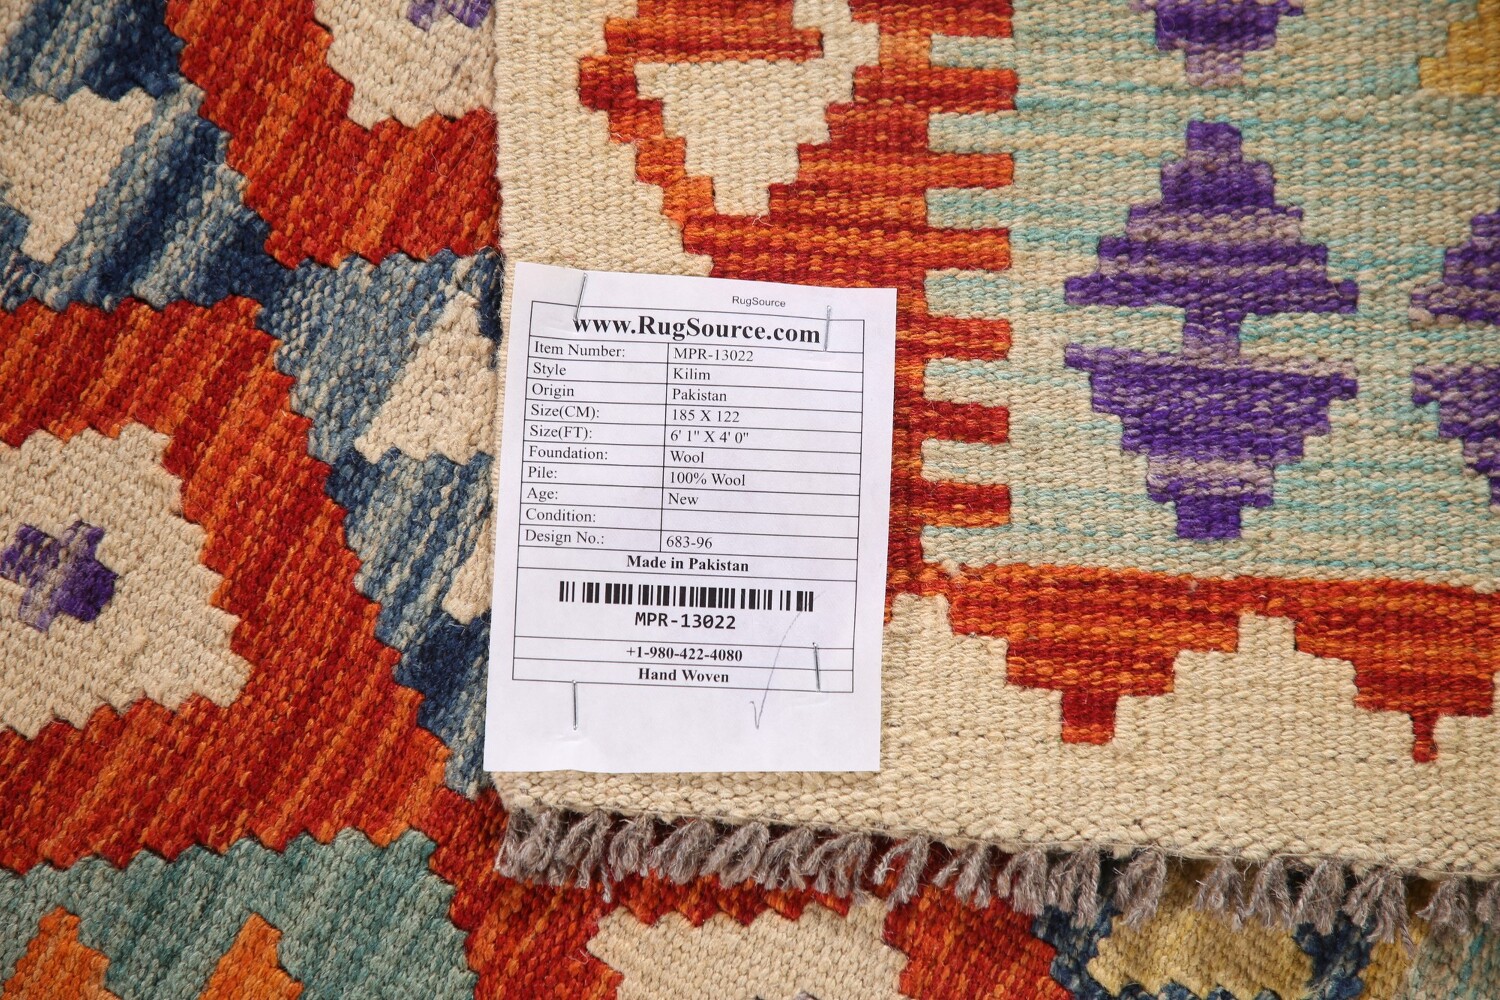 RugSource
www.RugSource.com
Item Number: MPR-13022
Style Kilim
Origin Pakistan
Size(CM): 185 X 122
Size(FT): 6' 1" X 4' 0"
Foundation: Wool
Pile: 100% Wool
Age: New
Condition:
Design No.: 683-96
Made in Pakistan
MPR-13022
+1-980-422-4080
Hand Woven